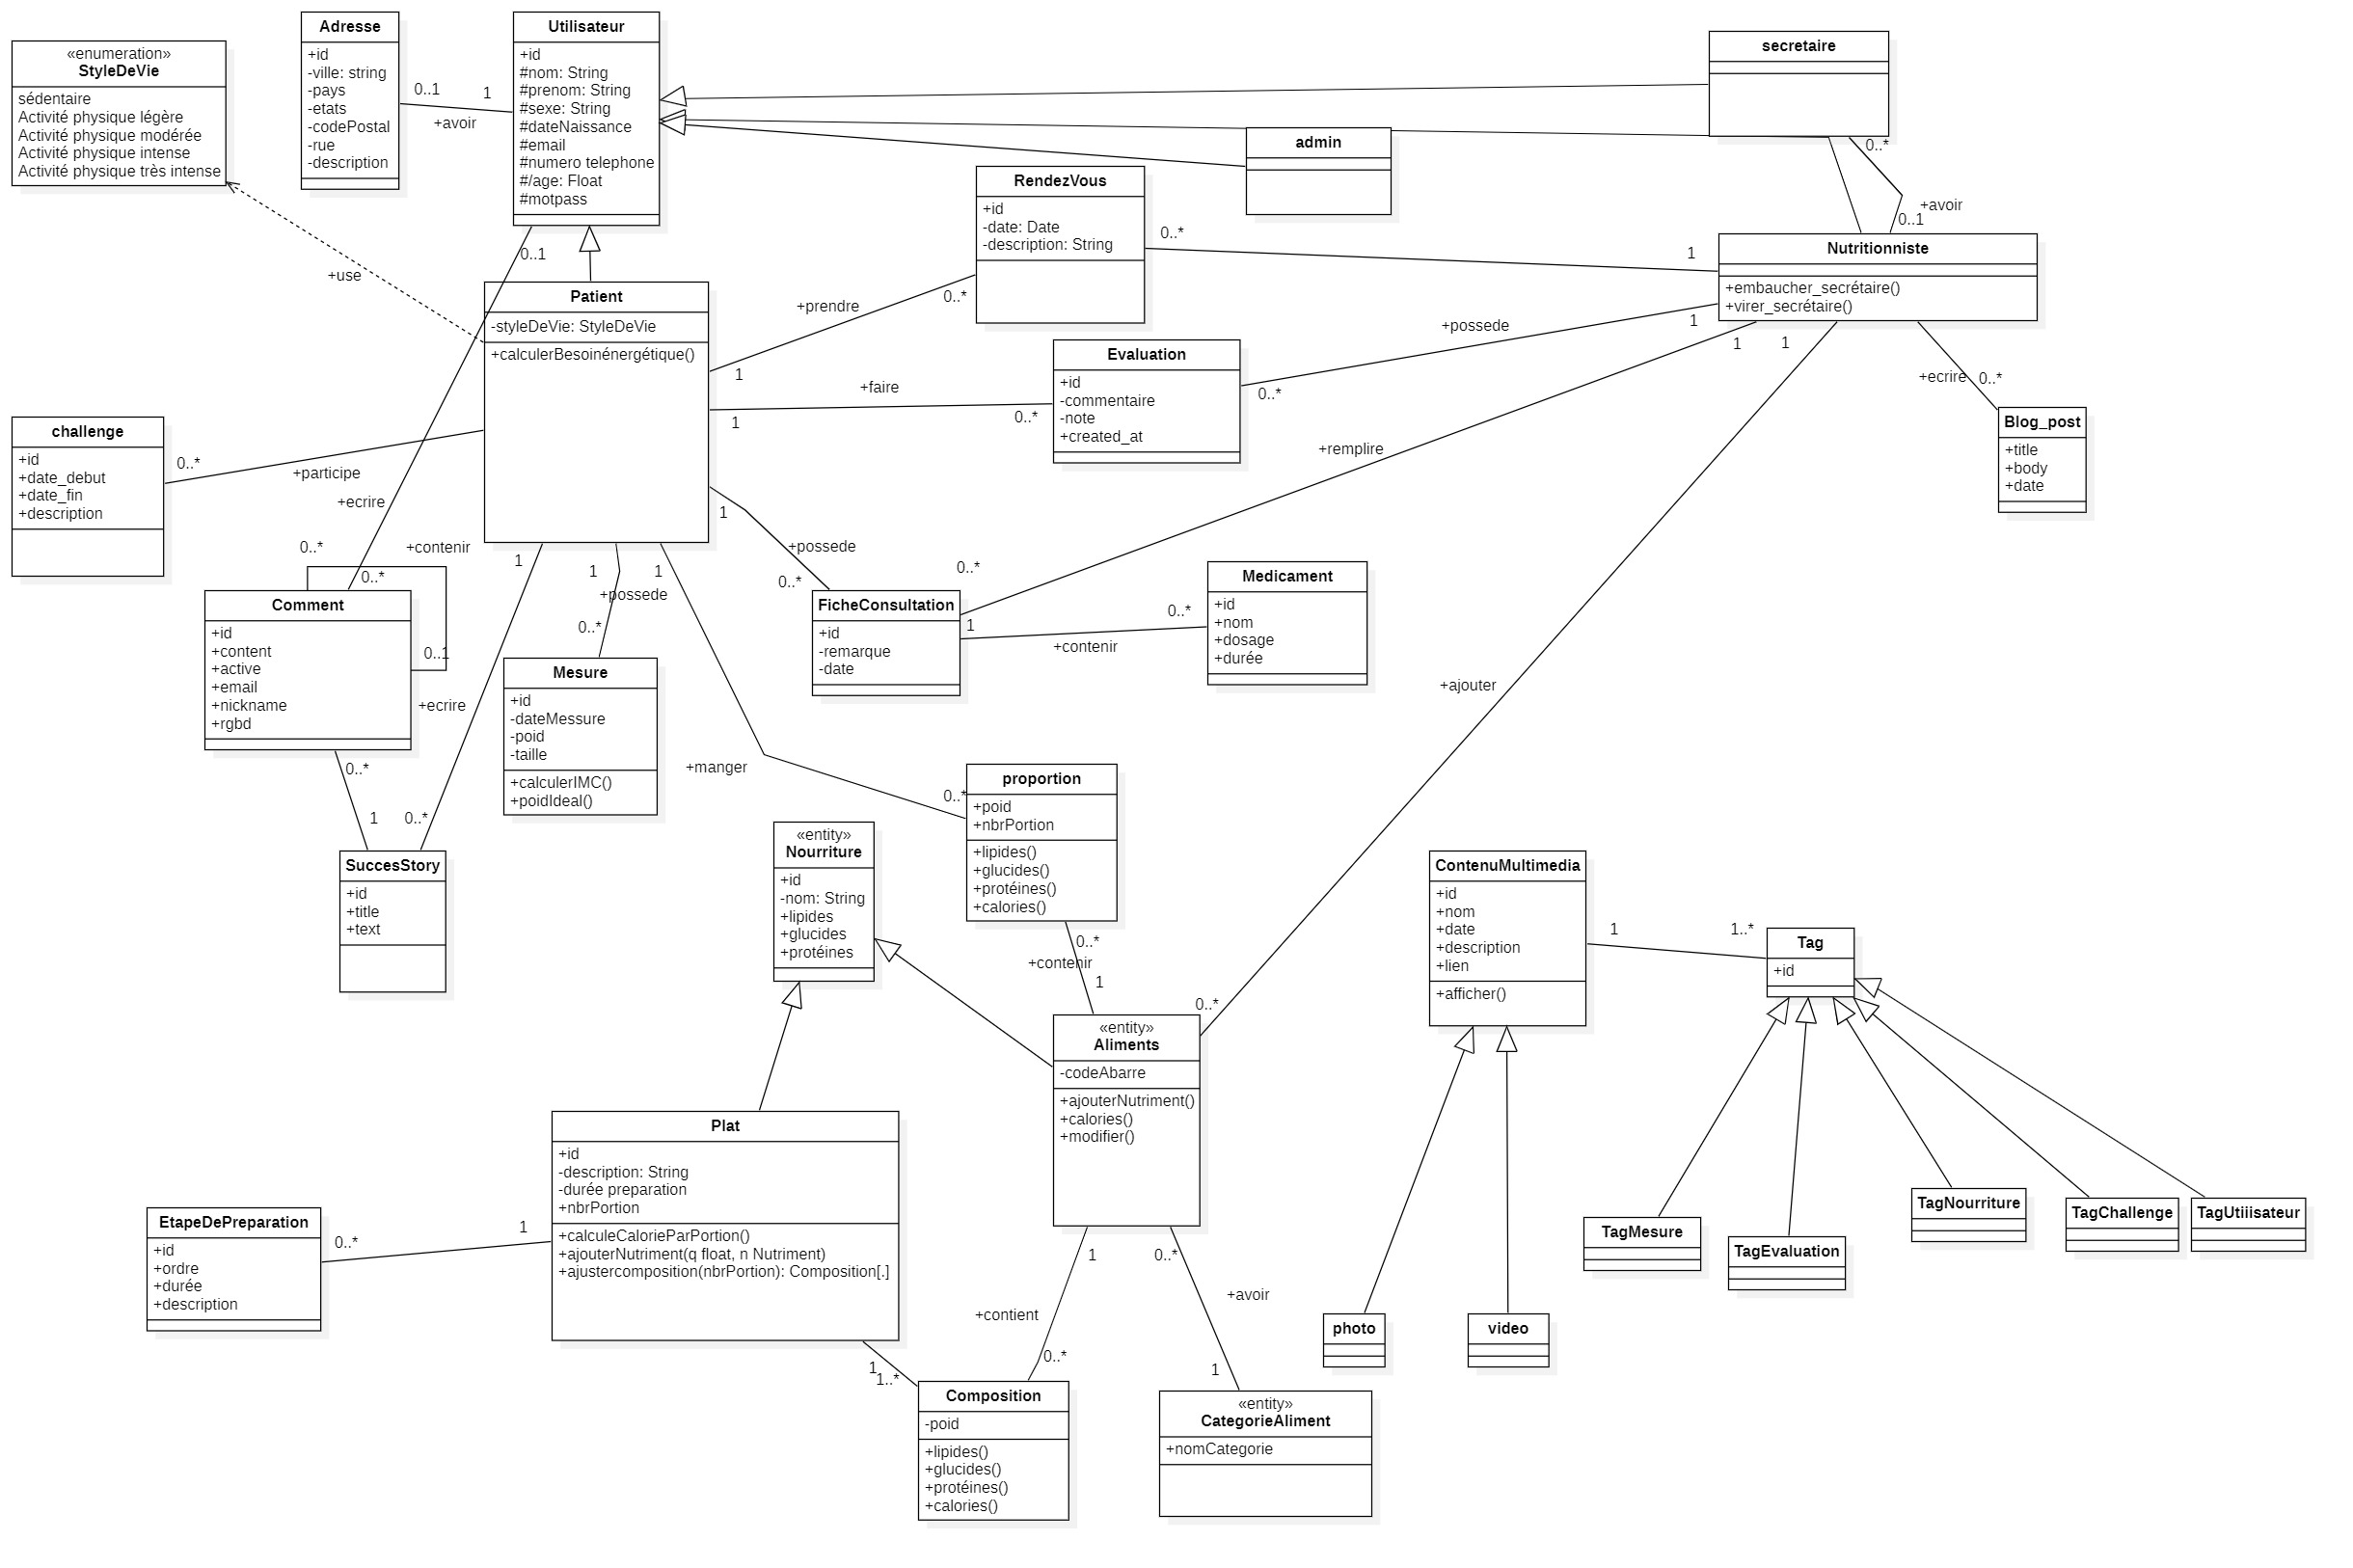 «enumeration»
StyleDeVie
sédentaire
Activité physique légère
Activité physique modérée
Activité physique intense
Activité physique très intense
Adresse
+id
-ville: string
-pays
-etats
-codePostal
-rue
-description
0..1
1
+avoir
Utilisateur
+id
#nom: String
#prenom: String
#sexe: String
#dateNaissance
#email
#numero telephone
#/age: Float
#motpass
secretaire
admin
0..*
+avoir
0..1
RendezVous
+id
-date: Date
-description: String
0..*
1
Nutritionniste
+embaucher_secrétaire()
+virer_secrétaire()
0..1
+use
Patient
-styleDeVie: StyleDeVie
+calculerBesoinénergétique()
+prendre
0..*
1
+possede
1
0..*
Evaluation
+id
-commentaire
-note
+created_at
+faire
1
0..*
1
1
+ecrire
0..*
Blog_post
+title
+body
+date
challenge
+id
+date_debut
+date_fin
+description
0..*
+participe
+ecrire
+remplire
0..*
+contenir
0..*
0..1
Comment
+id
+content
+active
+email
+nickname
+rgbd
1
1
+possede
0..*
1
1
+possede
0..*
0..*
FicheConsultation
+id
-remarque
-date
1
0..*
+contenir
Medicament
+id
+nom
+dosage
+durée
+ajouter
+ecrire
Mesure
+id
-dateMessure
-poid
-taille
+calculerIMC()
+poidIdeal()
+manger
0..*
0..*
1
0..*
SuccesStory
+id
+title
+text
proportion
+poid
+nbrPortion
+lipides()
+glucides()
+protéines()
+calories()
«entity»
Nourriture
+id
-nom: String
+lipides
+glucides
+protéines
0..*
+contenir
1
0..*
«entity»
Aliments
-codeAbarre
+ajouterNutriment()
+calories()
+modifier()
ContenuMultimedia
+id
+nom
+date
+description
+lien
+afficher()
1
1..*
Tag
+id
Plat
+id
-description: String
-durée preparation
+nbrPortion
+calculeCalorieParPortion()
+ajouterNutriment(q float, n Nutriment)
+ajustercomposition(nbrPortion): Composition[.]
EtapeDePreparation
+id
+ordre
+durée
+description
0..*
1
TagMesure
TagEvaluation
TagNourriture
TagChallenge
TagUtiiisateur
1
0..*
+contient
+avoir
0..*
1
1
1..*
photo
video
Composition
-poid
+lipides()
+glucides()
+protéines()
+calories()
«entity»
CategorieAliment
+nomCategorie